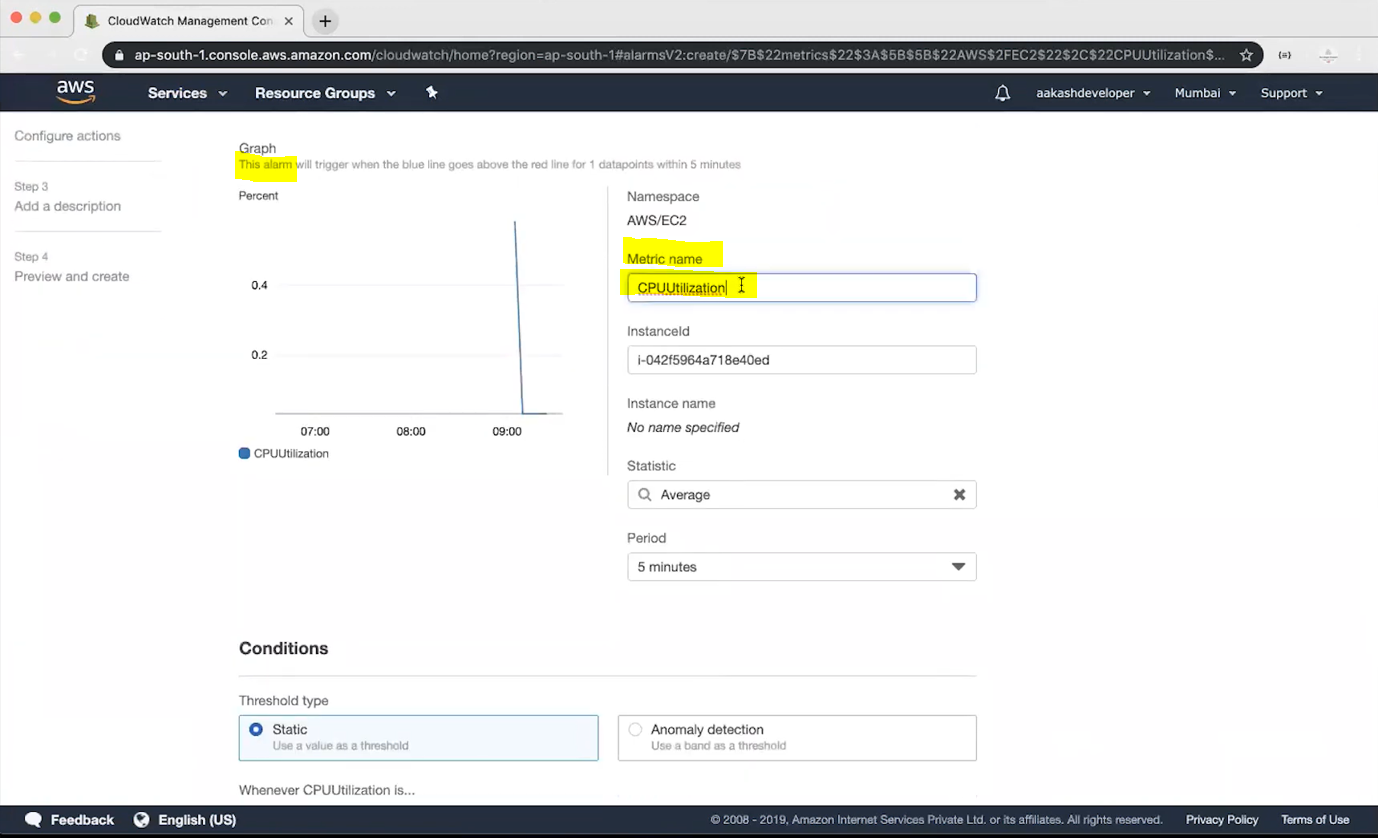 CloudWatch Management Con
ap-south-1.console.aws.amazon.com/cloudwatch/home?region=ap-south-1#alarmsV2:create/$7B$22metrics$22$3A$5B$5B$22AWS$2FEC2$22$2C$22CPUUtilization$...
aws
Services
Resource Groups
aakashdeveloper
Mumbai
Support
Configure actions
Step 3
Add a description
Step 4
Preview and create
Graph
This alarm will trigger when the blue line goes above the red line for 1 datapoints within 5 minutes
Percent
0.4
0.2
07:00 08:00 09:00
CPUUtilization
Namespace
AWS/EC2
Metric name
CPUUtilization
InstanceId
i-042f5964a718e40ed
Instance name
No name specified
Statistic
Average
Period
5 minutes
Conditions
Threshold type
Static
Use a value as a threshold
Anomaly detection
Use a band as a threshold
Whenever CPUUtilization is...
Feedback
English (US)
© 2008 - 2019, Amazon Internet Services Private Ltd. or its affiliates. All rights reserved.
Privacy Policy
Terms of Use